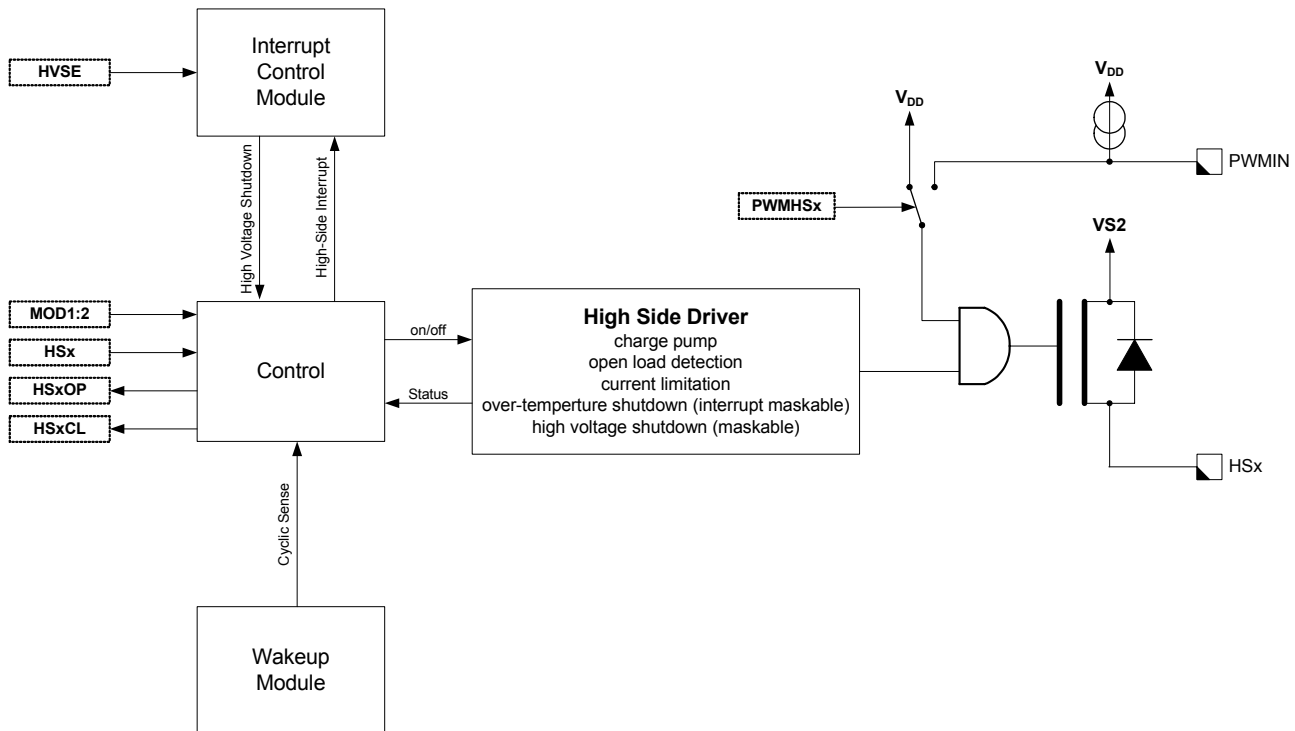 Interrupt
Control
Module
HVSE
High Voltage Shutdown
High-Side Interrupt
VDD
VDD
PWMIN
PWMHSx
VS2
MOD1:2
HSx
HSxOP
HSxCL
Control
on/off
Status
High Side Driver
charge pump
open load detection
current limitation
over-temperture shutdown (interrupt maskable)
high voltage shutdown (maskable)
HSx
Cyclic Sense
Wakeup
Module